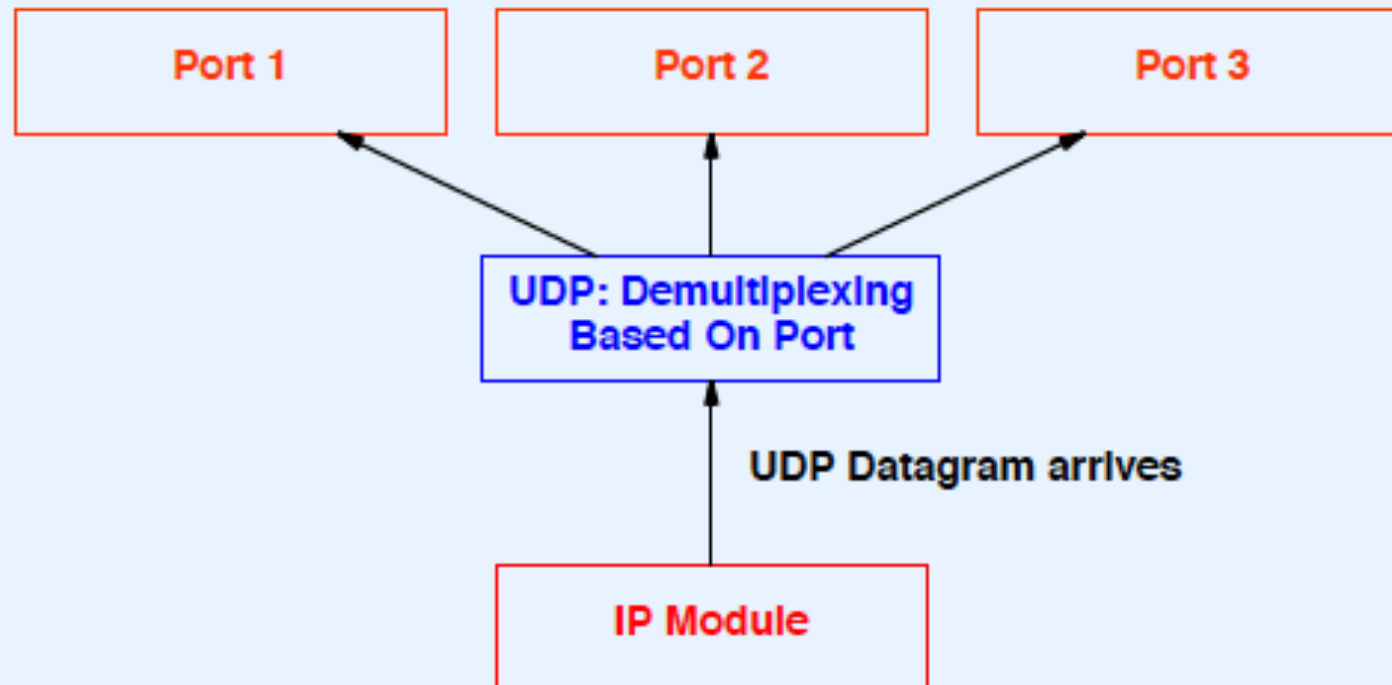 Port 1
Port 2
Port 3
UDP: Demultiplexing
Based On Port
UDP Datagram arrives
IP Module